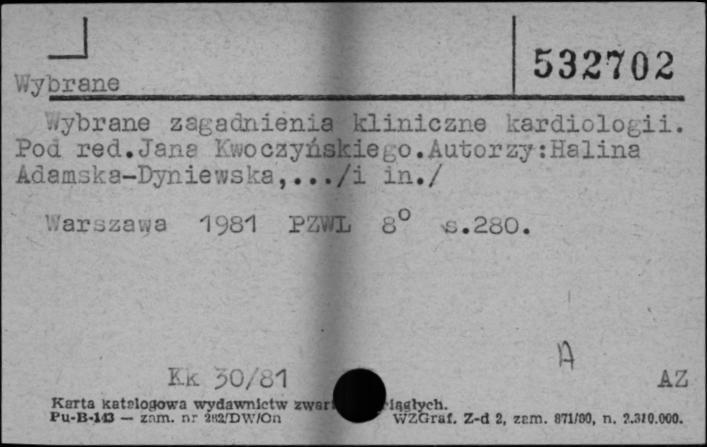 532702
Wybrane
Wybrane zagadnienia kliniczne kardiologii.
Pod red.Jana Kwoczyńskiego.Autorzy:Halina
Adamska-Dyniewska,.../i in./
Warszawa 1981 PZWL 8° s.280.
A
Kk 30/81
AZ
Karta katalogowa wydawnictw
Pu-B-143 — zam. nr 282/DW/On WZGraf. Z-d 2, zam. 871/80, n. 2.310.000.